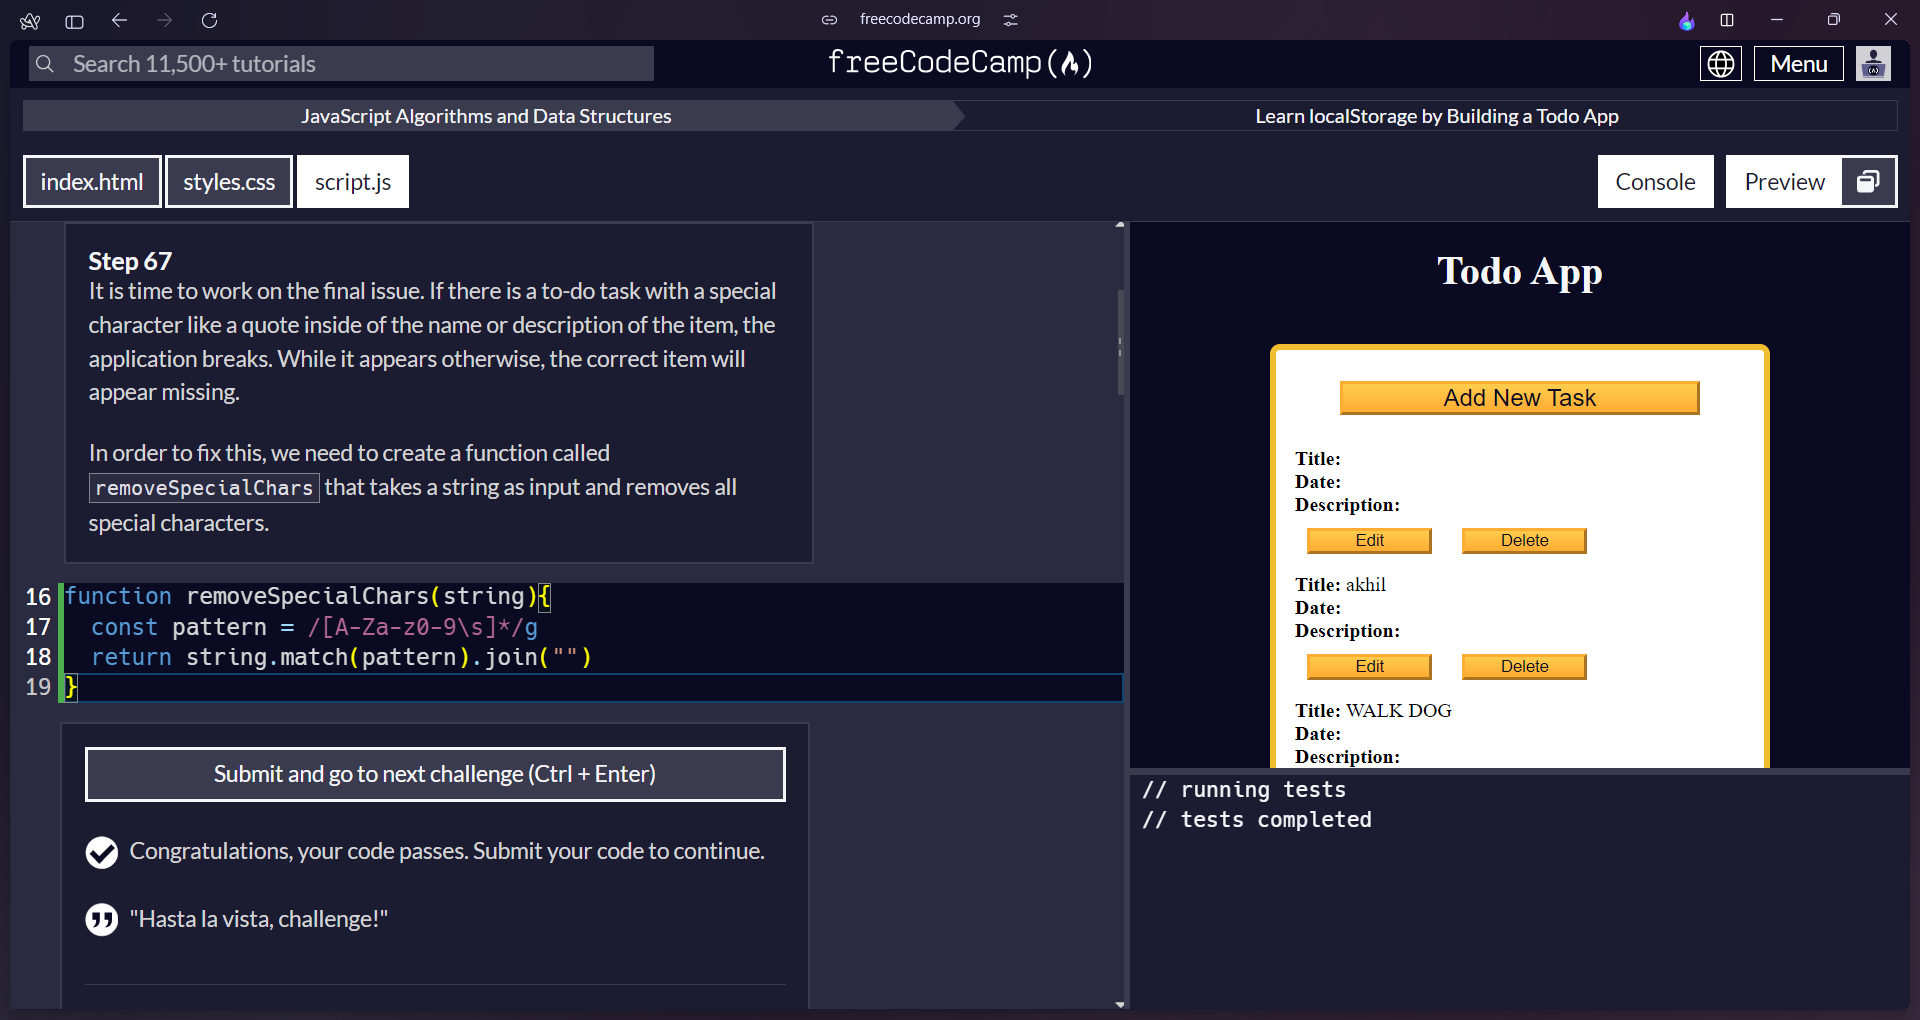 freecodecamp.org
Search 11,500+ tutorials
freeCodeCamp(🔥)
Menu
JavaScript Algorithms and Data Structures
Learn localStorage by Building a Todo App
index.html
styles.css
script.js
Console
Preview
Step 67
It is time to work on the final issue. If there is a to-do task with a special
character like a quote inside of the name or description of the item, the
application breaks. While it appears otherwise, the correct item will
appear missing.
In order to fix this, we need to create a function called
removeSpecialChars that takes a string as input and removes all
special characters.
16 function removeSpecialChars(string){
17   const pattern = /[A-Za-z0-9\s]*/g
18   return string.match(pattern).join("")
19 }
Submit and go to next challenge (Ctrl + Enter)
Congratulations, your code passes. Submit your code to continue.
"Hasta la vista, challenge!"
Todo App
Add New Task
Title:
Date:
Description:
Edit
Delete
Title: akhil
Date:
Description:
Edit
Delete
Title: WALK DOG
Date:
Description:
// running tests
// tests completed